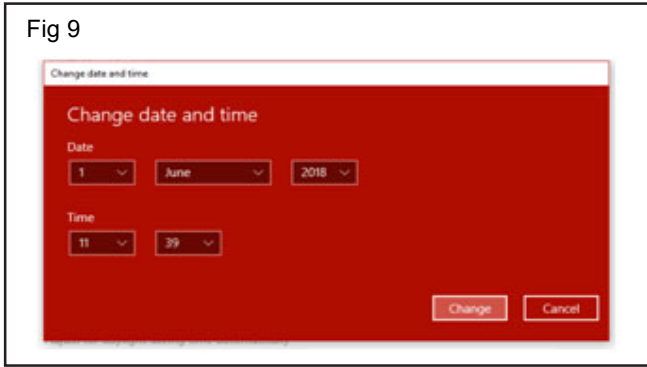 Fig 9
Change date and time
Change date and time
Date
1 June 2018
Time
11 39
Change Cancel